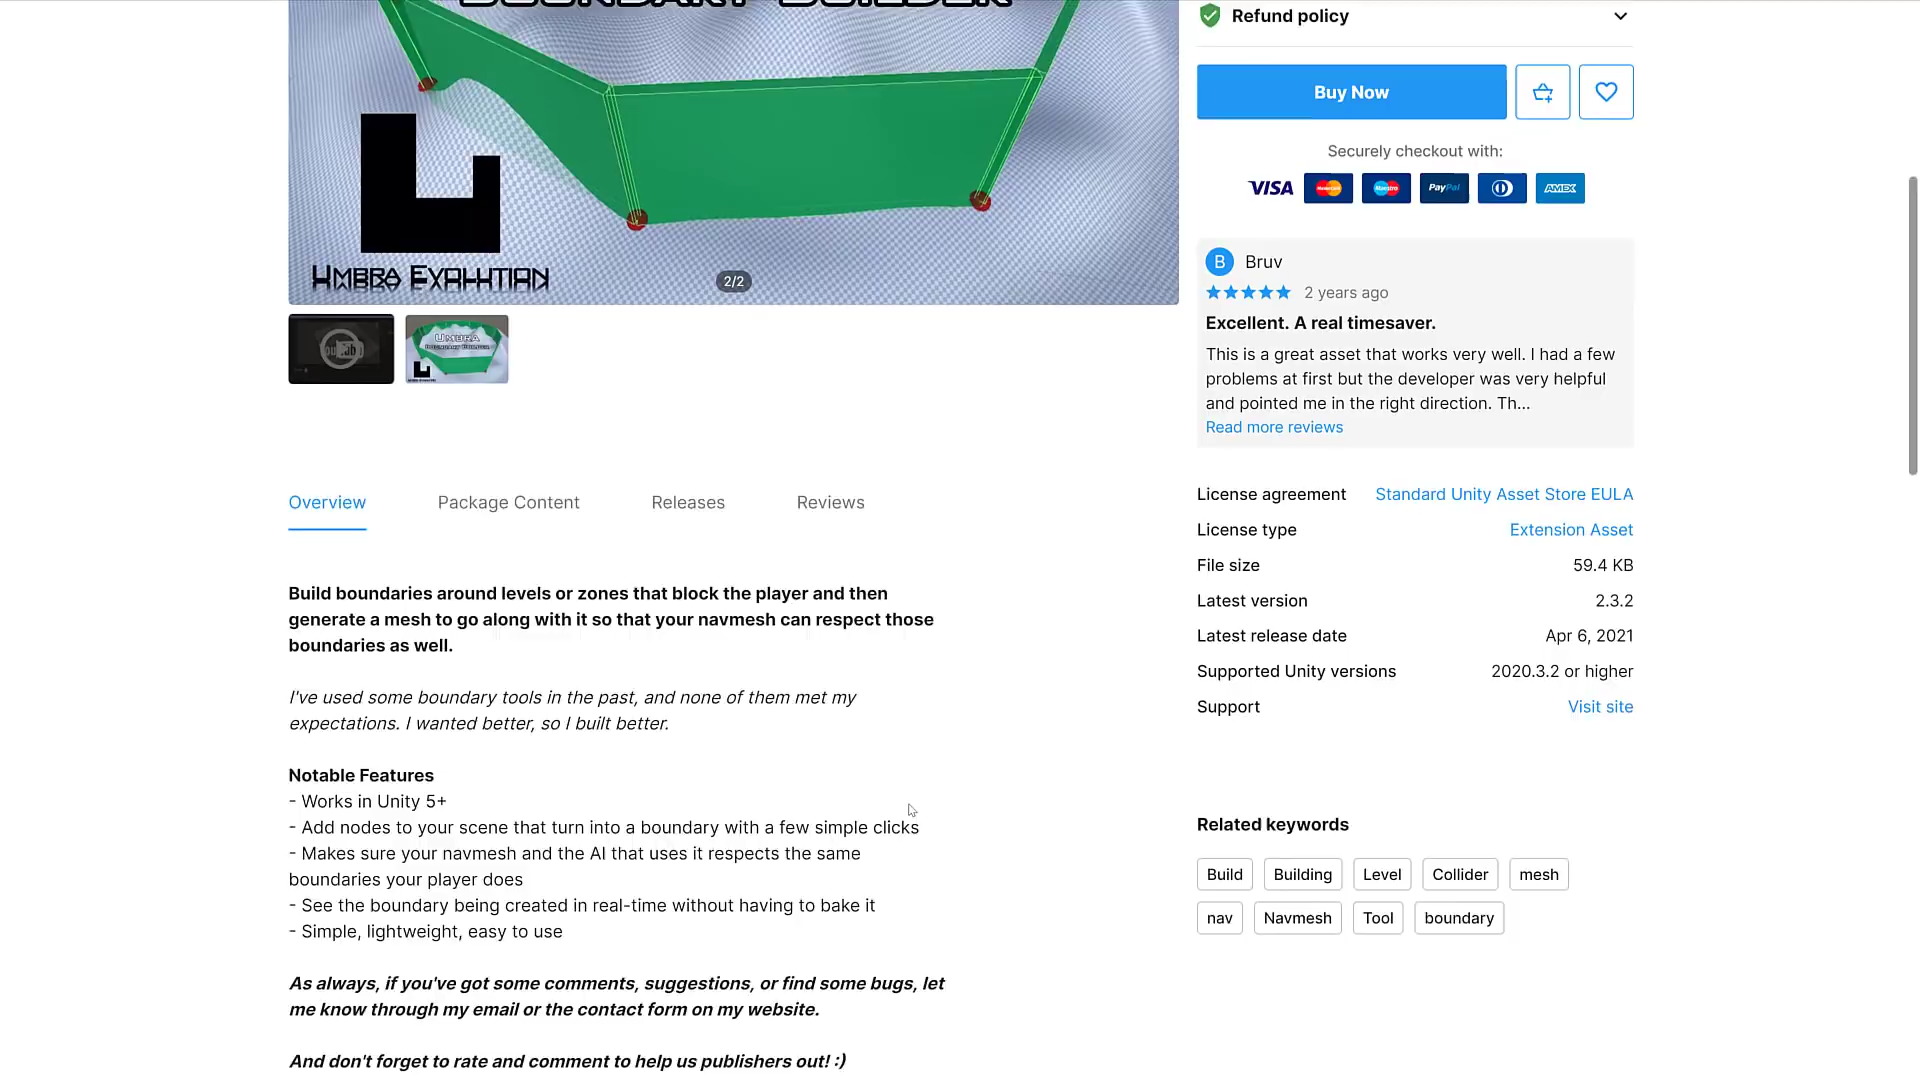 BOUNDARY BUILDER
UMBRA EVOLUTION
2/2
UMBRA
BOUNDARY BUILDER
Overview
Package Content
Releases
Reviews
Build boundaries around levels or zones that block the player and then
generate a mesh to go along with it so that your navmesh can respect those
boundaries as well.
I've used some boundary tools in the past, and none of them met my
expectations. I wanted better, so I built better.
Notable Features
- Works in Unity 5+
- Add nodes to your scene that turn into a boundary with a few simple clicks
- Makes sure your navmesh and the AI that uses it respects the same
boundaries your player does
- See the boundary being created in real-time without having to bake it
- Simple, lightweight, easy to use
As always, if you've got some comments, suggestions, or find some bugs, let
me know through my email or the contact form on my website.
And don't forget to rate and comment to help us publishers out! :)
Refund policy
Buy Now
Securely checkout with:
VISA
MasterCard
Maestro
PayPal
AMEX
B
Bruv
2 years ago
Excellent. A real timesaver.
This is a great asset that works very well. I had a few
problems at first but the developer was very helpful
and pointed me in the right direction. Th...
Read more reviews
License agreement Standard Unity Asset Store EULA
License type Extension Asset
File size 59.4 KB
Latest version 2.3.2
Latest release date Apr 6, 2021
Supported Unity versions 2020.3.2 or higher
Support Visit site
Related keywords
Build
Building
Level
Collider
mesh
nav
Navmesh
Tool
boundary